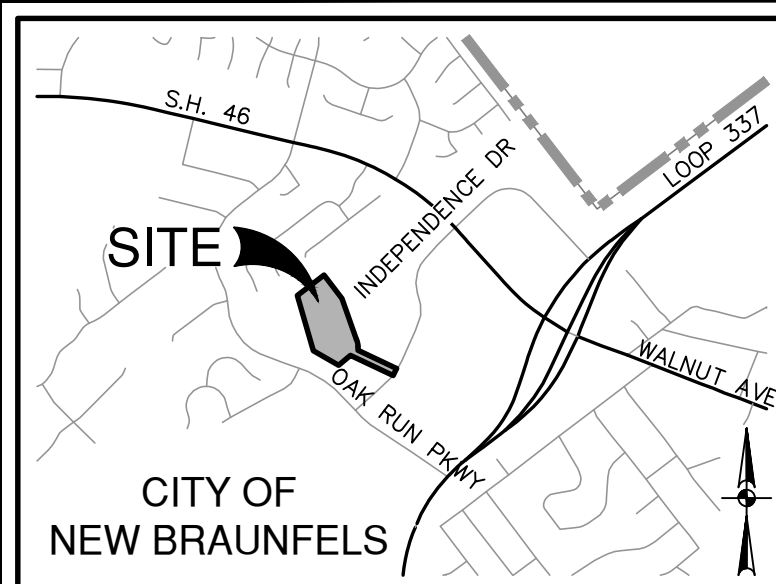 S.H. 46
INDEPENDENCE DR
LOOP 337
SITE
WALNUT AVE
OAK RUN PKWY
CITY OF
NEW BRAUNFELS